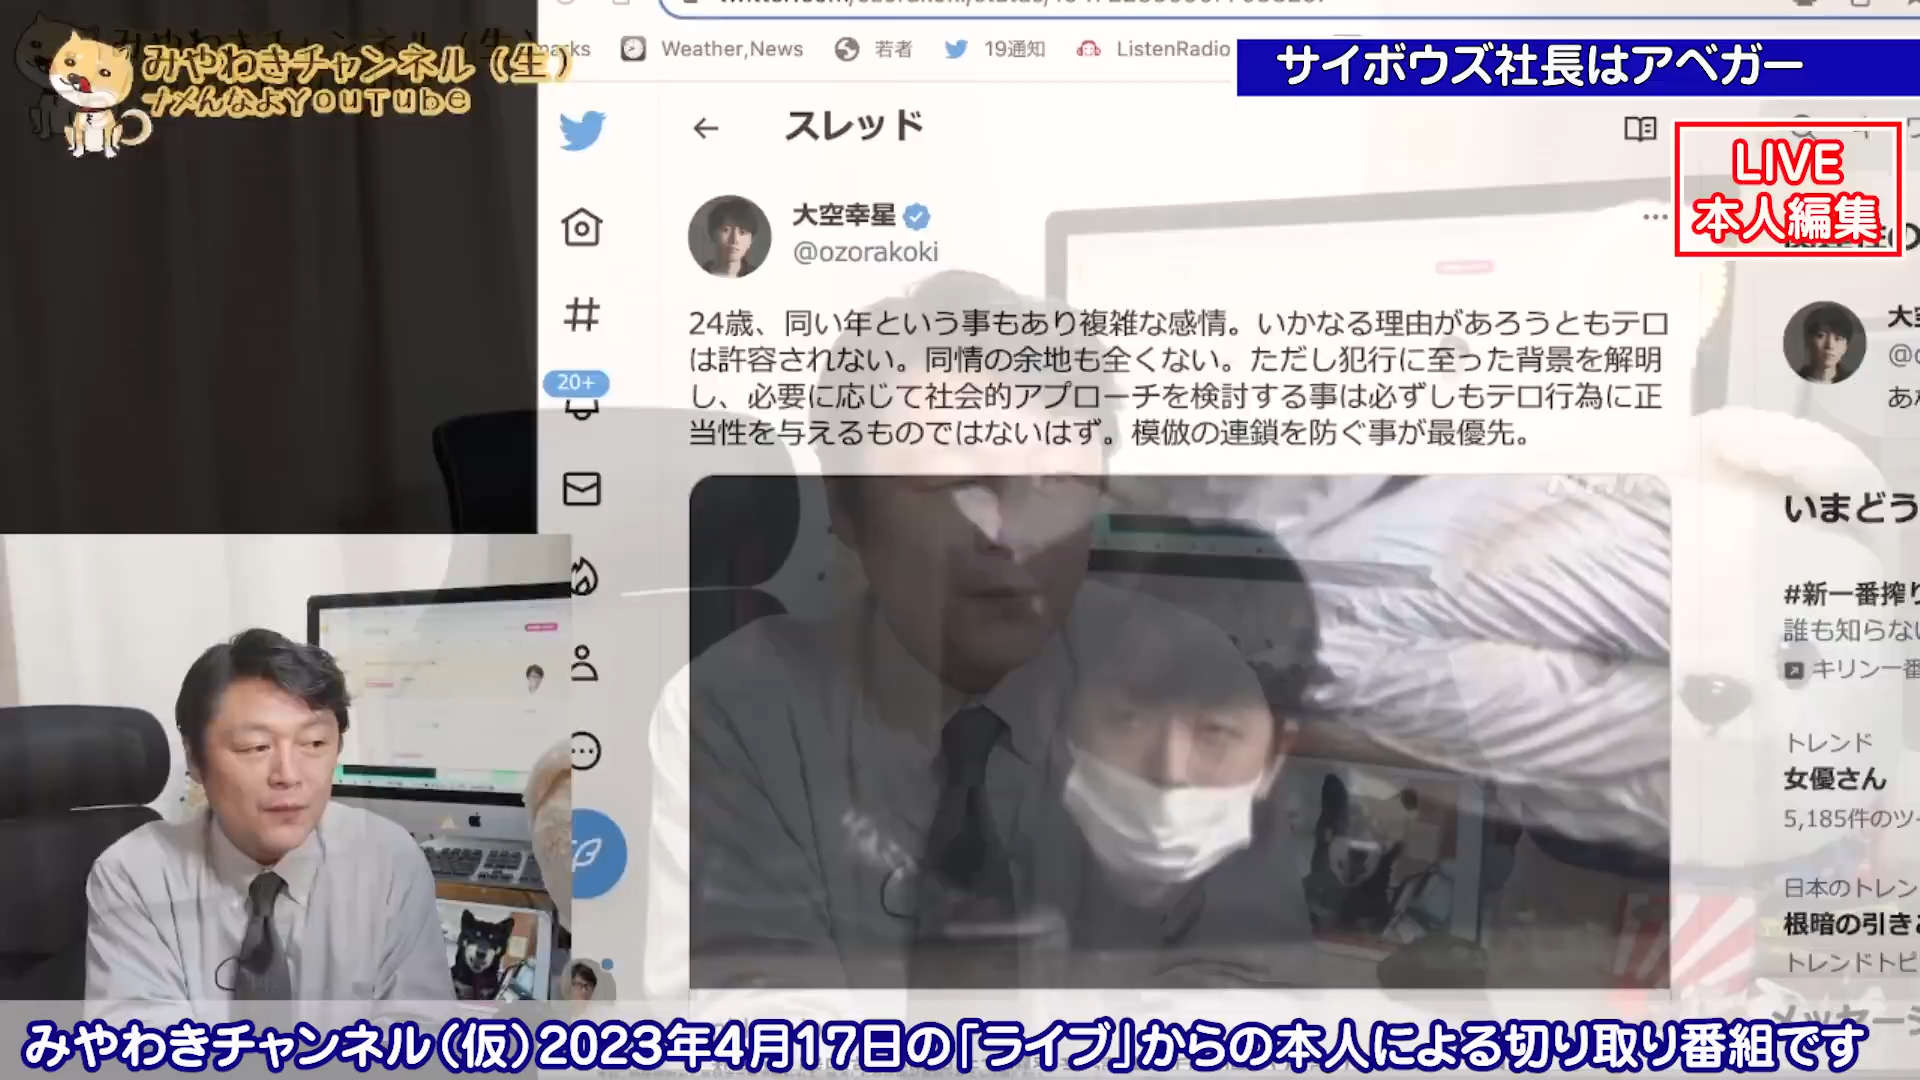 みやわきチャンネル（生）
ナメんなよYouTube
Weather,News
若者
19通知
ListenRadio
サイボウズ社長はアベガー
LIVE
本人編集
スレッド
大空幸星
@ozorakoki
24歳、同い年という事もあり複雑な感情。いかなる理由があろうともテロ
は許容されない。同情の余地も全くない。ただし犯行に至った背景を解明
し、必要に応じて社会的アプローチを検討する事は必ずしもテロ行為に正
当性を与えるものではないはず。模倣の連鎖を防ぐ事が最優先。
20+
いまどう
#新一番搾り
誰も知らない
キリン一番
トレンド
女優さん
5,185件のツイ
日本のトレン
根暗の引き
トレンドトピ
みやわきチャンネル（仮）2023年4月17日の「ライブ」からの本人による切り取り番組です